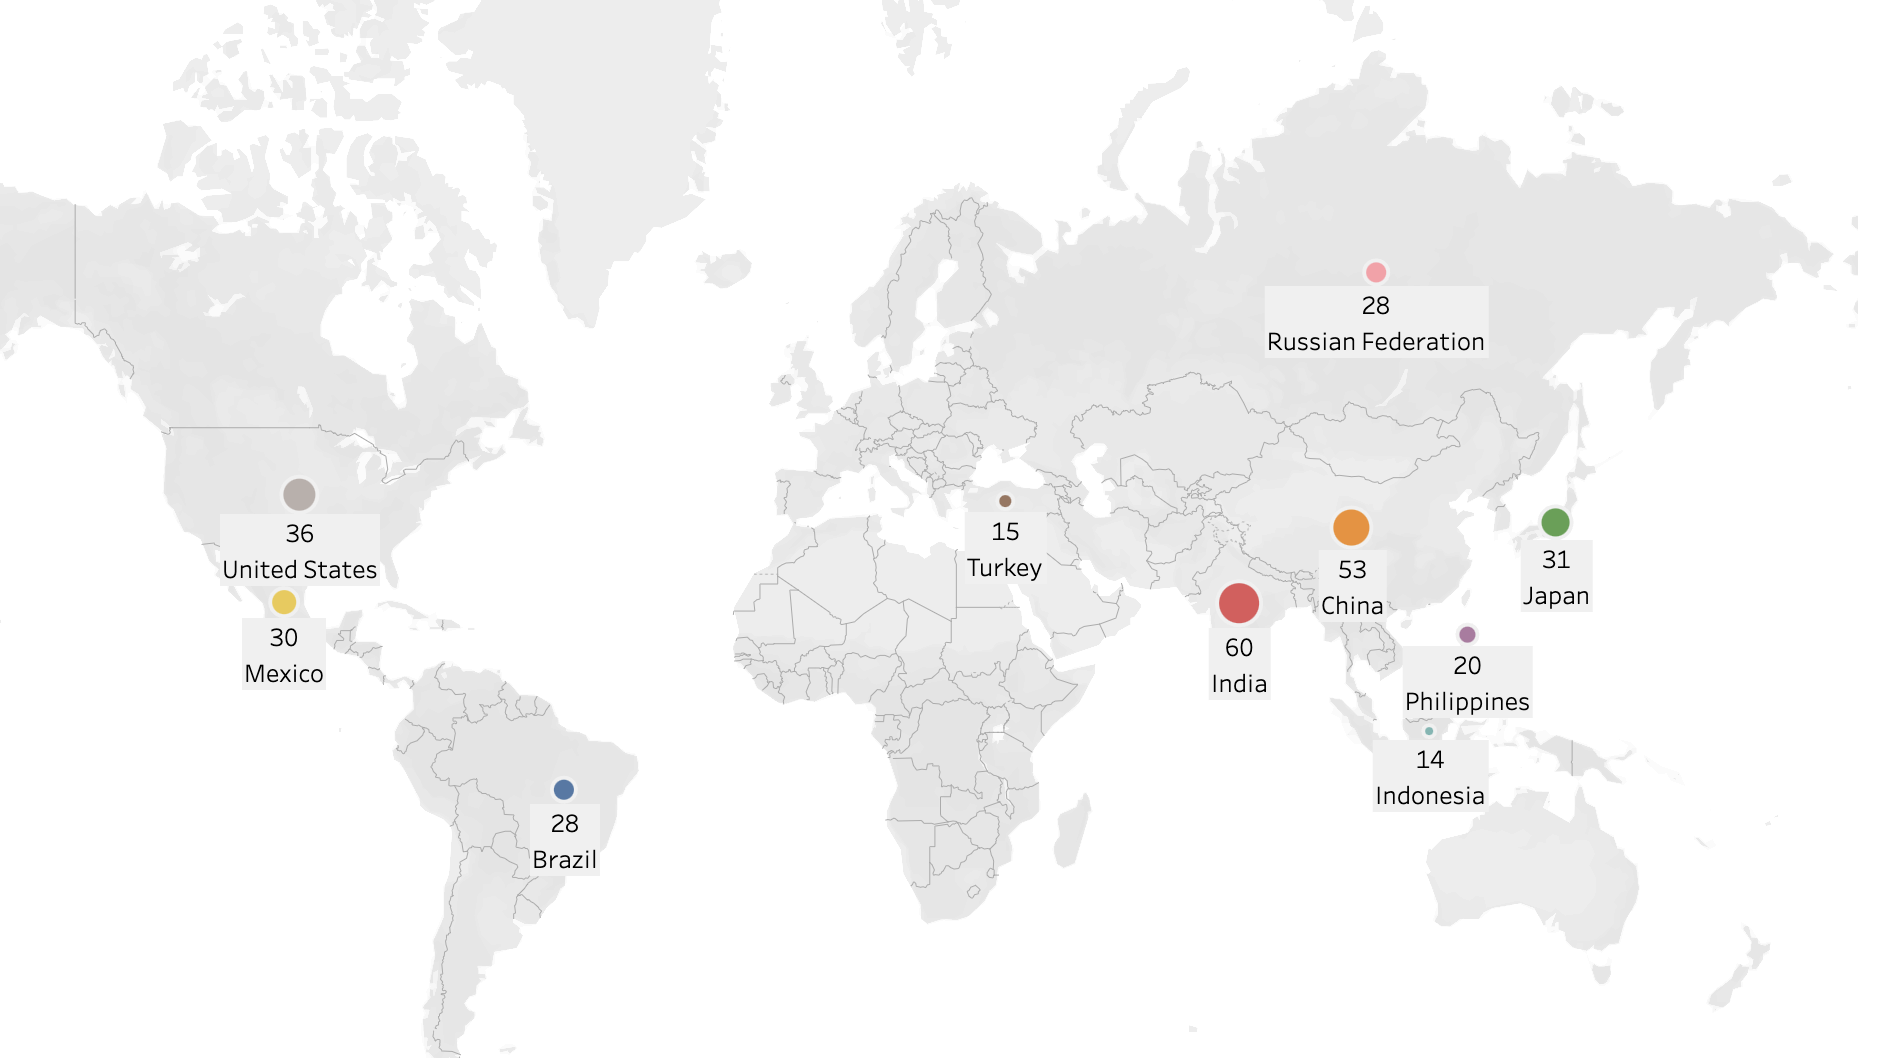 28
Russian Federation
36
United States
15
Turkey
53
China
31
Japan
30
Mexico
60
India
20
Philippines
14
Indonesia
28
Brazil